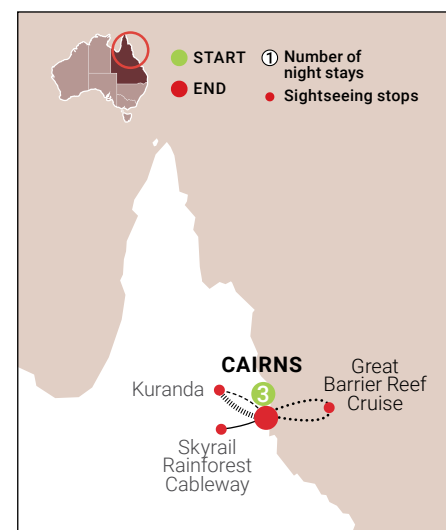 START
END
1 Number of
night stays
Sightseeing stops
CAIRNS
3
Kuranda
Great
Barrier Reef
Cruise
Skyrail
Rainforest
Cableway